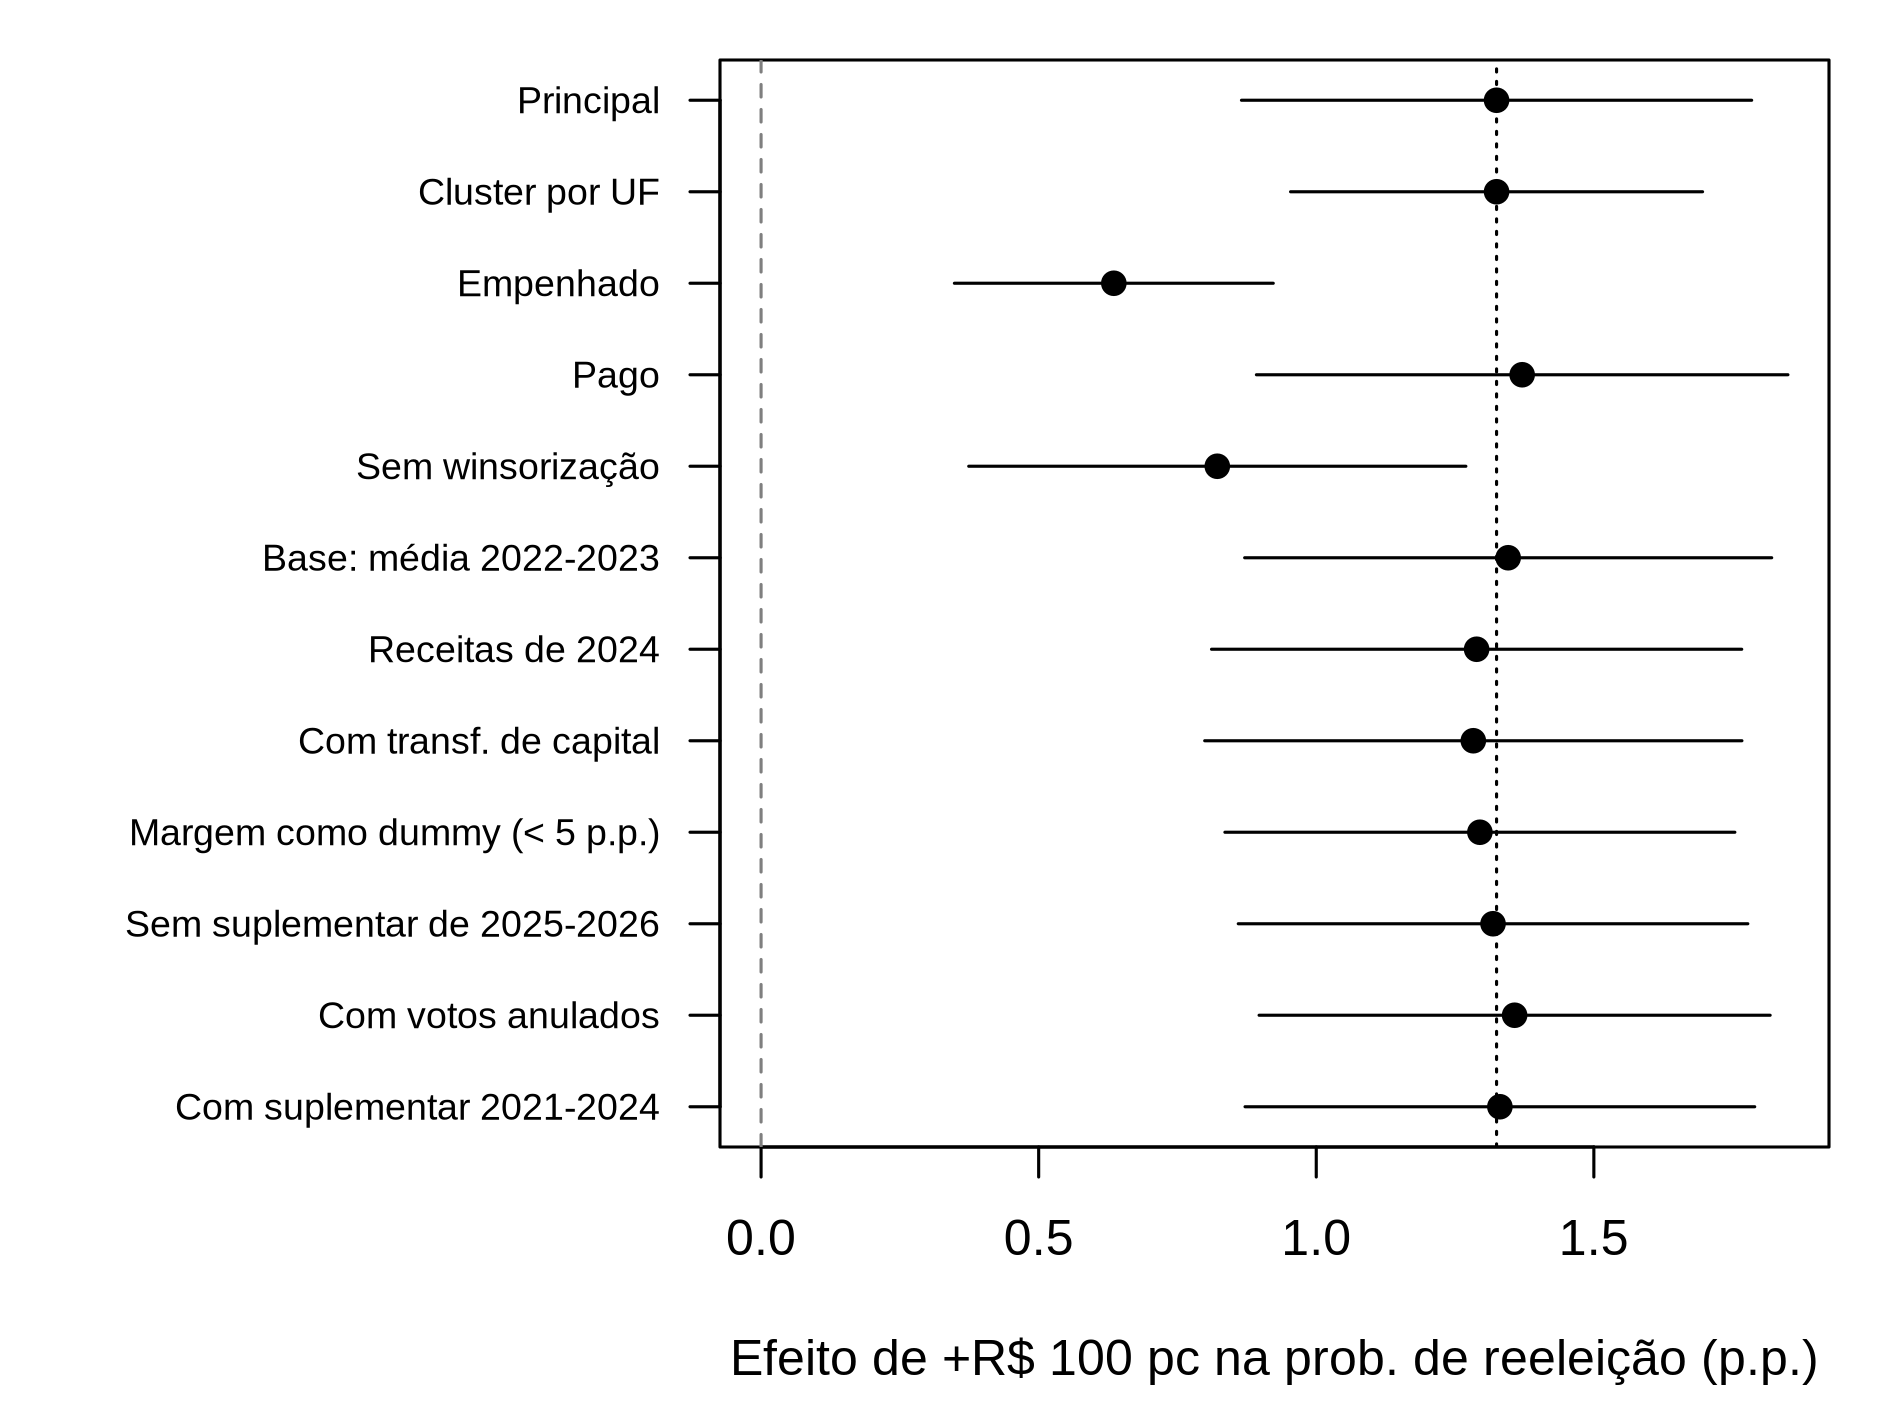 Principal
Cluster por UF
Empenhado
Pago
Sem winsorização
Base: média 2022-2023
Receitas de 2024
Com transf. de capital
Margem como dummy (< 5 p.p.)
Sem suplementar de 2025-2026
Com votos anulados
Com suplementar 2021-2024
0.0 0.5 1.0 1.5
Efeito de +R$ 100 pc na prob. de reeleição (p.p.)